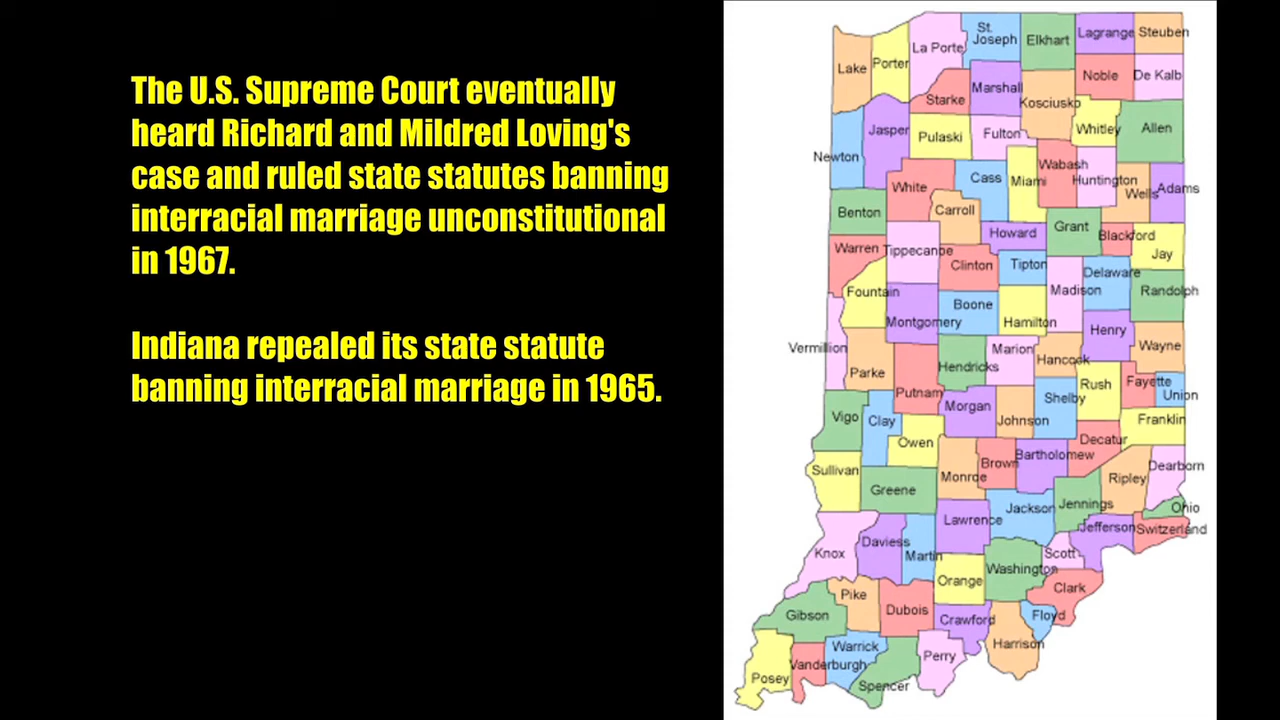 The U.S. Supreme Court eventually
heard Richard and Mildred Loving's
case and ruled state statutes banning
interracial marriage unconstitutional
in 1967.
Indiana repealed its state statute
banning interracial marriage in 1965.
Lake
Porter
La Porte
St.
Joseph
Elkhart
Lagrange
Steuben
Noble
De Kalb
Starke
Marshall
Kosciusko
Whitley
Allen
Newton
Jasper
Pulaski
Fulton
Wabash
Huntington
Wells
Adams
White
Cass
Miami
Benton
Carroll
Howard
Grant
Blackford
Jay
Warren
Tippecanoe
Clinton
Tipton
Madison
Delaware
Randolph
Fountain
Montgomery
Boone
Hamilton
Henry
Wayne
Vermillion
Parke
Putnam
Hendricks
Marion
Hancock
Rush
Fayette
Union
Vigo
Clay
Morgan
Johnson
Shelby
Franklin
Sullivan
Owen
Monroe
Brown
Bartholomew
Decatur
Ripley
Dearborn
Greene
Lawrence
Jackson
Jennings
Jefferson
Ohio
Switzerland
Knox
Daviess
Martin
Orange
Washington
Scott
Clark
Gibson
Pike
Dubois
Crawford
Floyd
Harrison
Posey
Vanderburgh
Warrick
Spencer
Perry